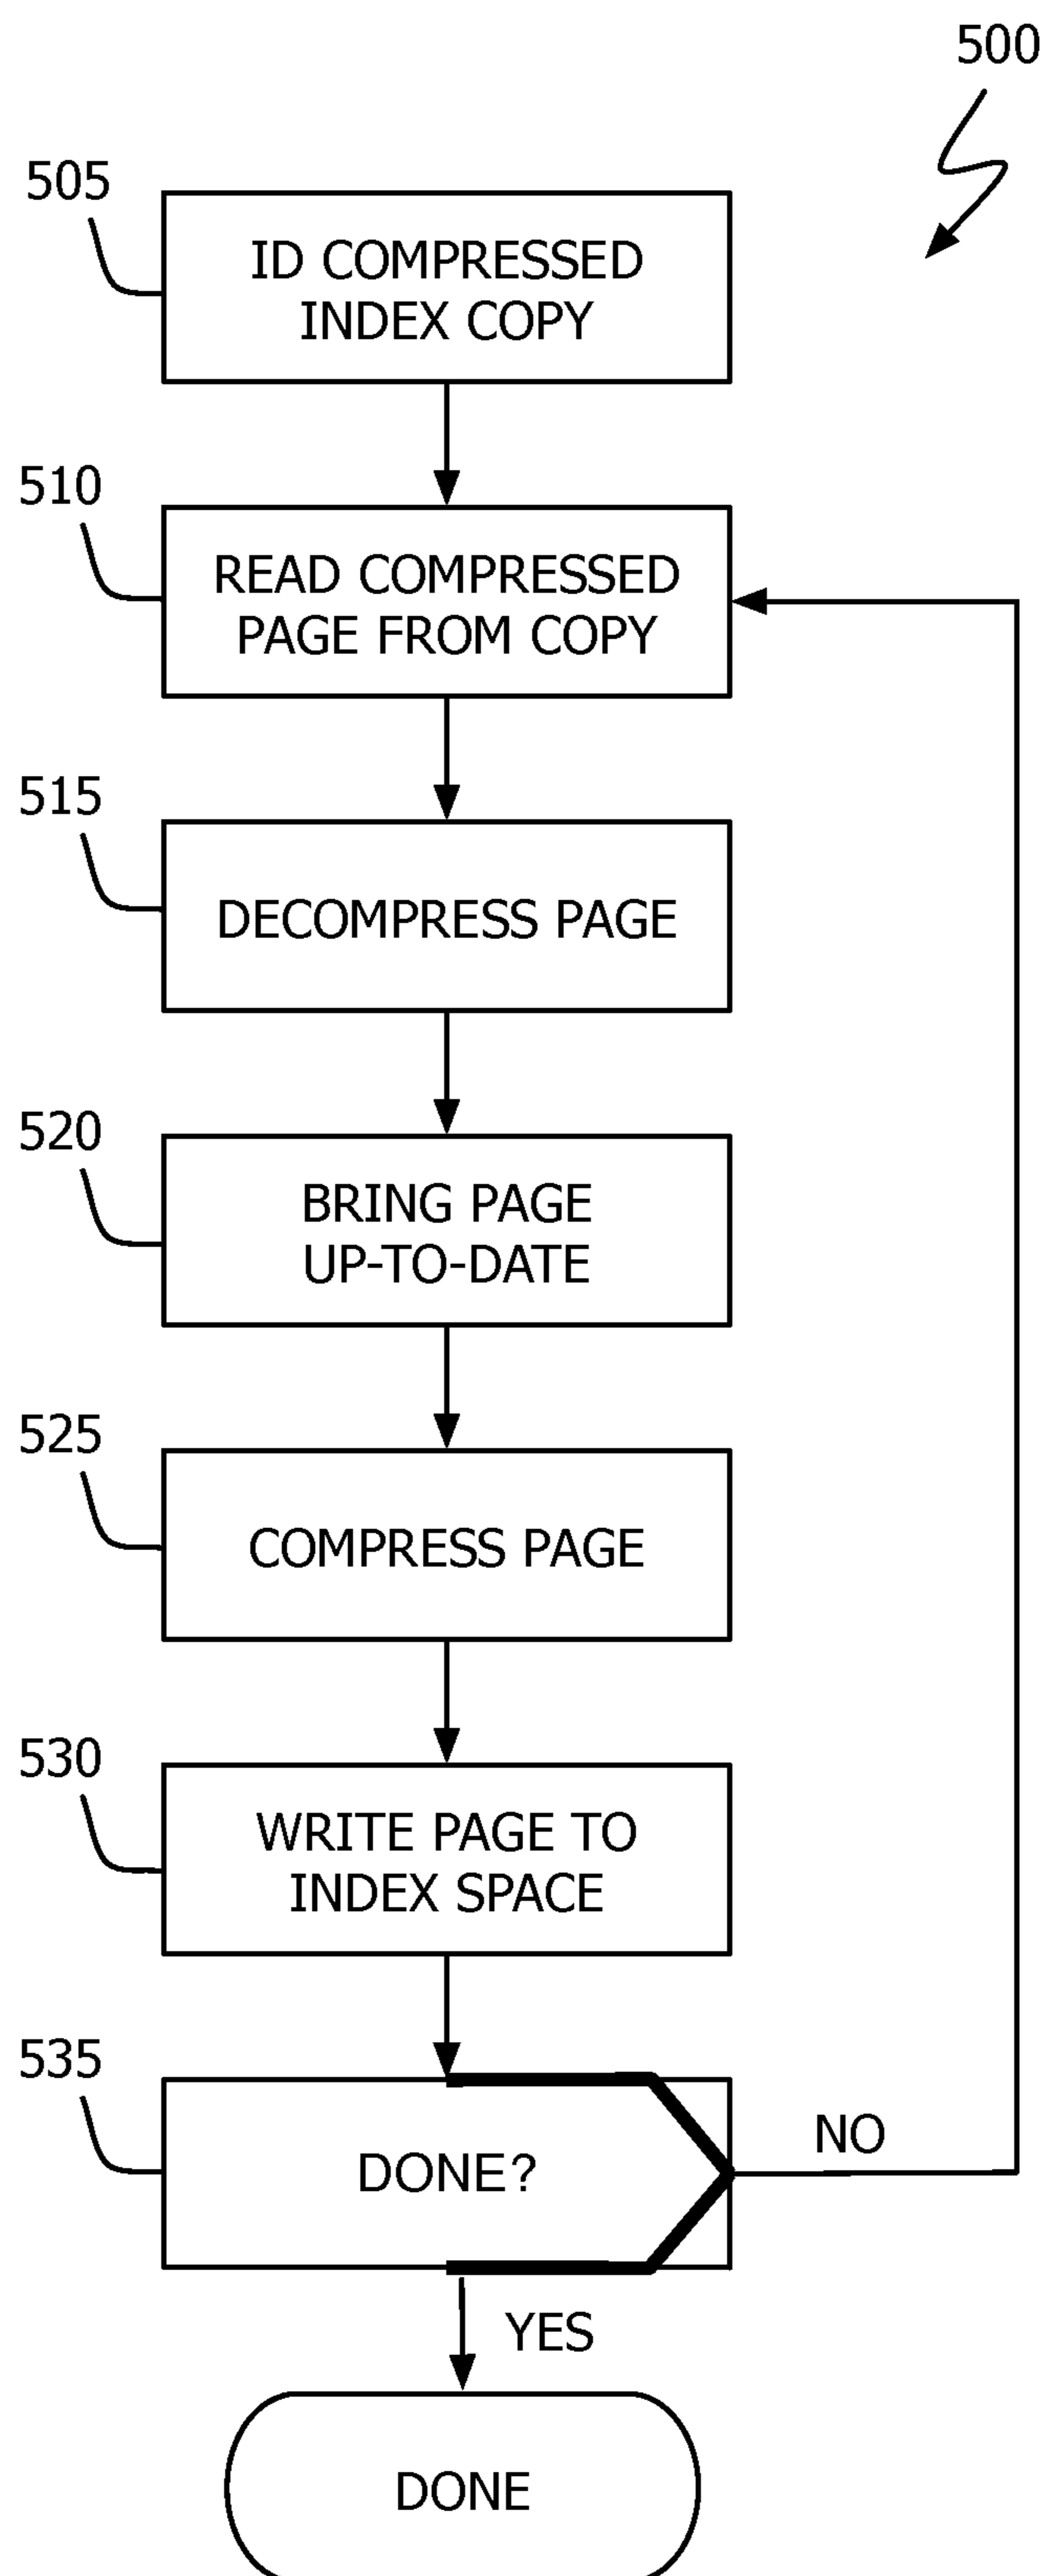 500
505
ID COMPRESSED
INDEX COPY
510
READ COMPRESSED
PAGE FROM COPY
515
DECOMPRESS PAGE
520
BRING PAGE
UP-TO-DATE
525
COMPRESS PAGE
530
WRITE PAGE TO
INDEX SPACE
535
DONE?
NO
YES
DONE